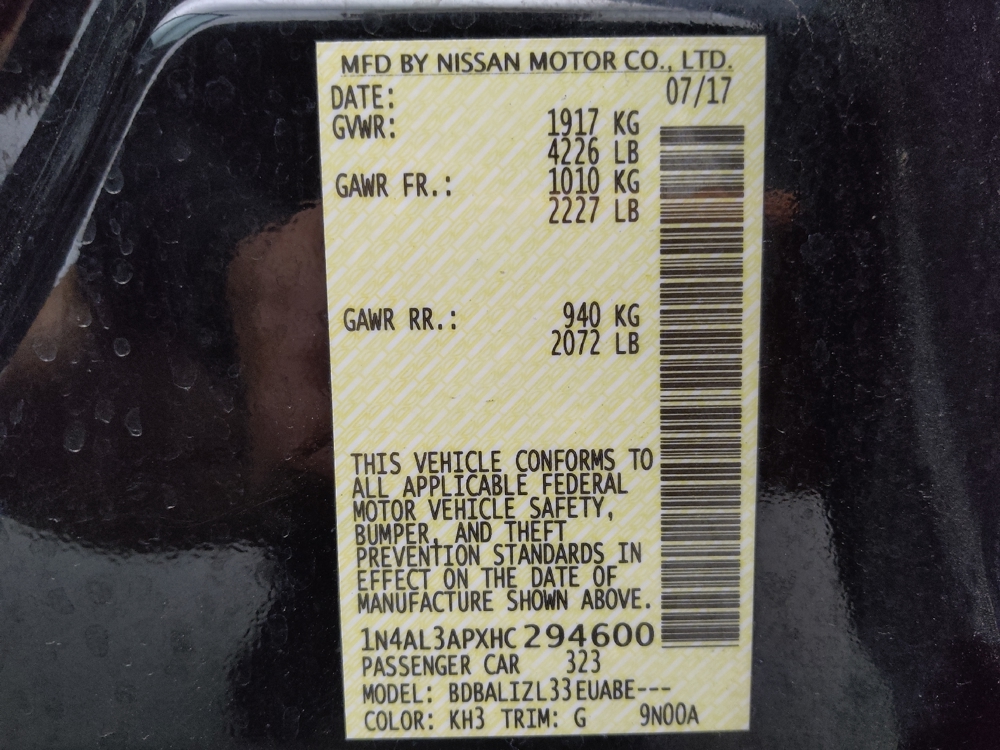 MFD BY NISSAN MOTOR CO., LTD.
DATE: 07/17
GVWR: 1917 KG
4226 LB
GAWR FR.: 1010 KG
2227 LB
GAWR RR.: 940 KG
2072 LB
THIS VEHICLE CONFORMS TO
ALL APPLICABLE FEDERAL
MOTOR VEHICLE SAFETY,
BUMPER, AND THEFT
PREVENTION STANDARDS IN
EFFECT ON THE DATE OF
MANUFACTURE SHOWN ABOVE.
1N4AL3APXHC294600
PASSENGER CAR 323
MODEL: BDBALIZL33EUABE---
COLOR: KH3 TRIM: G 9N00A